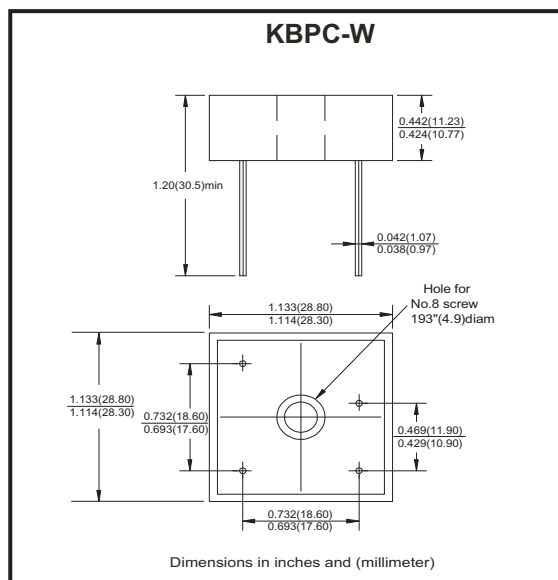 KBPC-W
0.442(11.23)
0.424(10.77)
1.20(30.5)min
0.042(1.07)
0.038(0.97)
Hole for
No.8 screw
193"(4.9)diam
1.133(28.80)
1.114(28.30)
1.133(28.80)
1.114(28.30)
0.732(18.60)
0.693(17.60)
0.469(11.90)
0.429(10.90)
0.732(18.60)
0.693(17.60)
Dimensions in inches and (millimeter)